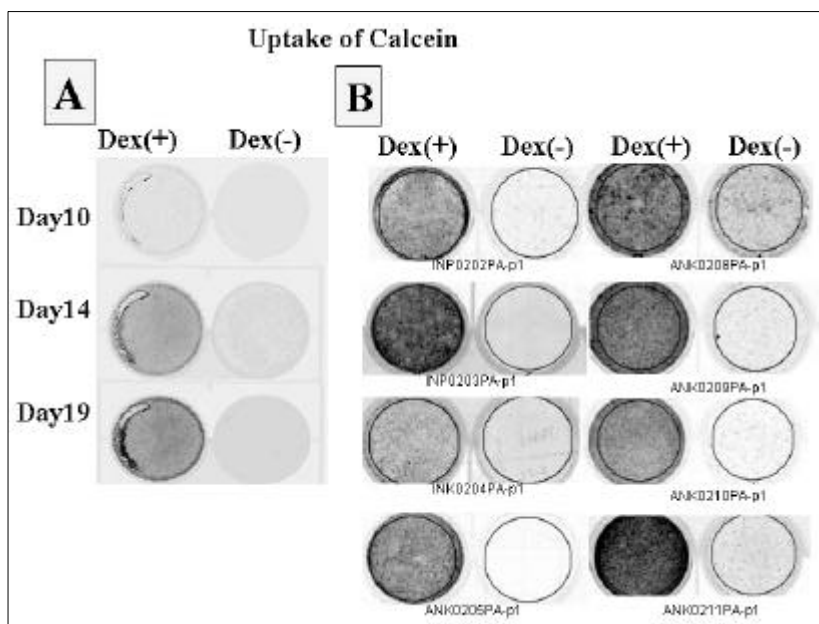 Uptake of Calcein
A
B
Dex(+) Dex(-)
Dex(+) Dex(-) Dex(+) Dex(-)
Day10
Day14
Day19
INP0202PA-p1 ANK0208PA-p1
INP0203PA-p1 ANK0209PA-p1
INK0204PA-p1 ANK0210PA-p1
ANK0205PA-p1 ANK0211PA-p1